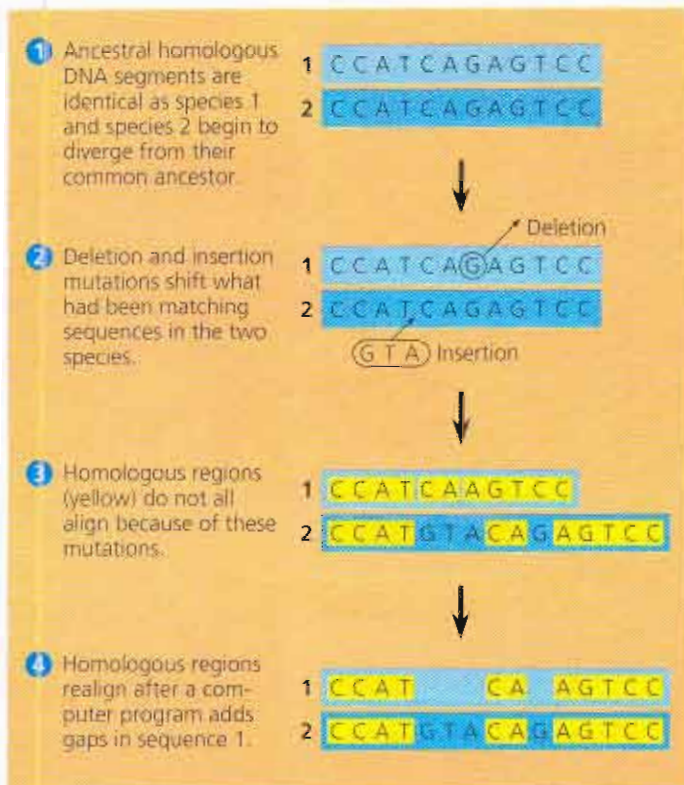 1 Ancestral homologous
DNA segments are
identical as species 1
and species 2 begin to
diverge from their
common ancestor.
1 C C A T C A G A G T C C
2 C C A T C A G A G T C C
2 Deletion and insertion
mutations shift what
had been matching
sequences in the two
species.
Deletion
1 C C A T C A G A G T C C
2 C C A T C A G A G T C C
G T A Insertion
3 Homologous regions
(yellow) do not all
align because of these
mutations.
1 C C A T C A A G T C C
2 C C A T G T A C A G A G T C C
4 Homologous regions
realign after a com-
puter program adds
gaps in sequence 1.
1 C C A T C A A G T C C
2 C C A T G T A C A G A G T C C